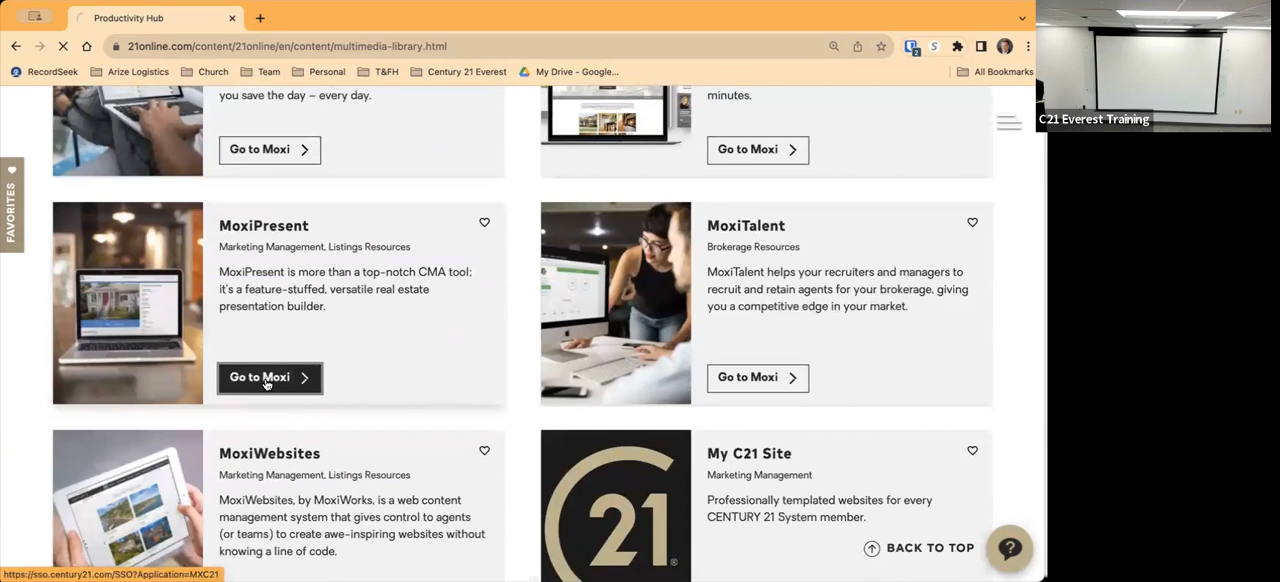 Productivity Hub
21online.com/content/21online/en/content/multimedia-library.html
2
S
RecordSeek Arize Logistics Church Team Personal T&FH Century 21 Everest My Drive - Google... All Bookmarks
C21 Everest Training
you save the day – every day.
Go to Moxi
minutes.
Go to Moxi
FAVORITES
MoxiPresent
Marketing Management, Listings Resources
MoxiPresent is more than a top-notch CMA tool;
it's a feature-stuffed, versatile real estate
presentation builder.
Go to Moxi
MoxiTalent
Brokerage Resources
MoxiTalent helps your recruiters and managers to
recruit and retain agents for your brokerage, giving
you a competitive edge in your market.
Go to Moxi
MoxiWebsites
Marketing Management, Listings Resources
MoxiWebsites, by MoxiWorks, is a web content
management system that gives control to agents
(or teams) to create awe-inspiring websites without
knowing a line of code.
C21
My C21 Site
Marketing Management
Professionally templated websites for every
CENTURY 21 System member.
BACK TO TOP
?
https://sso.century21.com/SSO?Application=MXC21